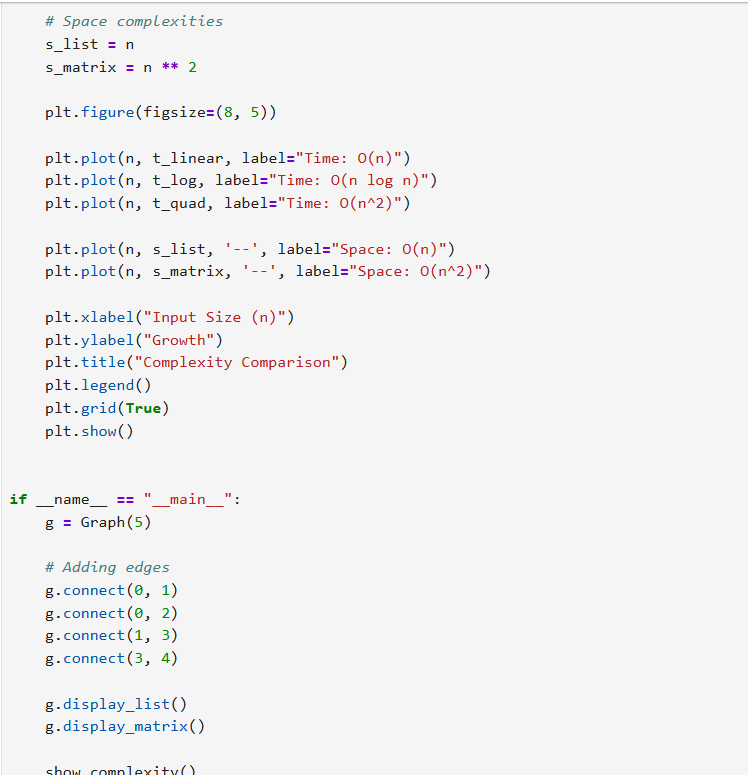 # Space complexities
s_list = n
s_matrix = n ** 2
plt.figure(figsize=(8, 5))
plt.plot(n, t_linear, label="Time: O(n)")
plt.plot(n, t_log, label="Time: O(n log n)")
plt.plot(n, t_quad, label="Time: O(n^2)")
plt.plot(n, s_list, '--', label="Space: O(n)")
plt.plot(n, s_matrix, '--', label="Space: O(n^2)")
plt.xlabel("Input Size (n)")
plt.ylabel("Growth")
plt.title("Complexity Comparison")
plt.legend()
plt.grid(True)
plt.show()
if __name__ == "__main__":
g = Graph(5)
# Adding edges
g.connect(0, 1)
g.connect(0, 2)
g.connect(1, 3)
g.connect(3, 4)
g.display_list()
g.display_matrix()
show_complexity()